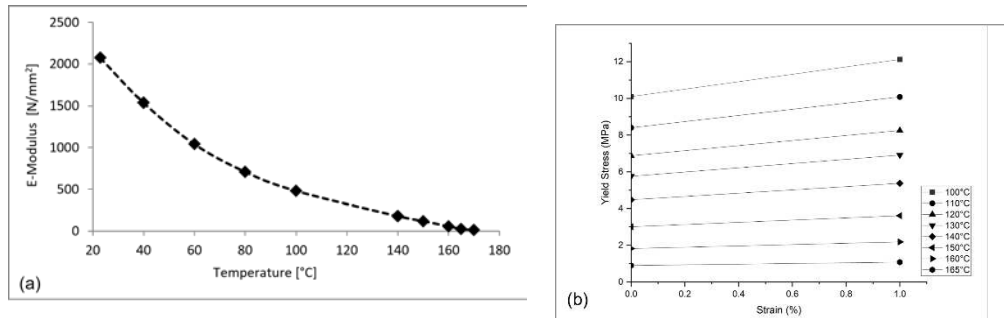 E-Modulus [N/mm²]
2500
2000
1500
1000
500
0
20 40 60 80 100 120 140 160 180
Temperature [°C]
(a)
Yield Stress (MPa)
12
10
8
6
4
2
0
0.0 0.2 0.4 0.6 0.8 1.0
Strain (%)
100°C
110°C
120°C
130°C
140°C
150°C
160°C
165°C
(b)